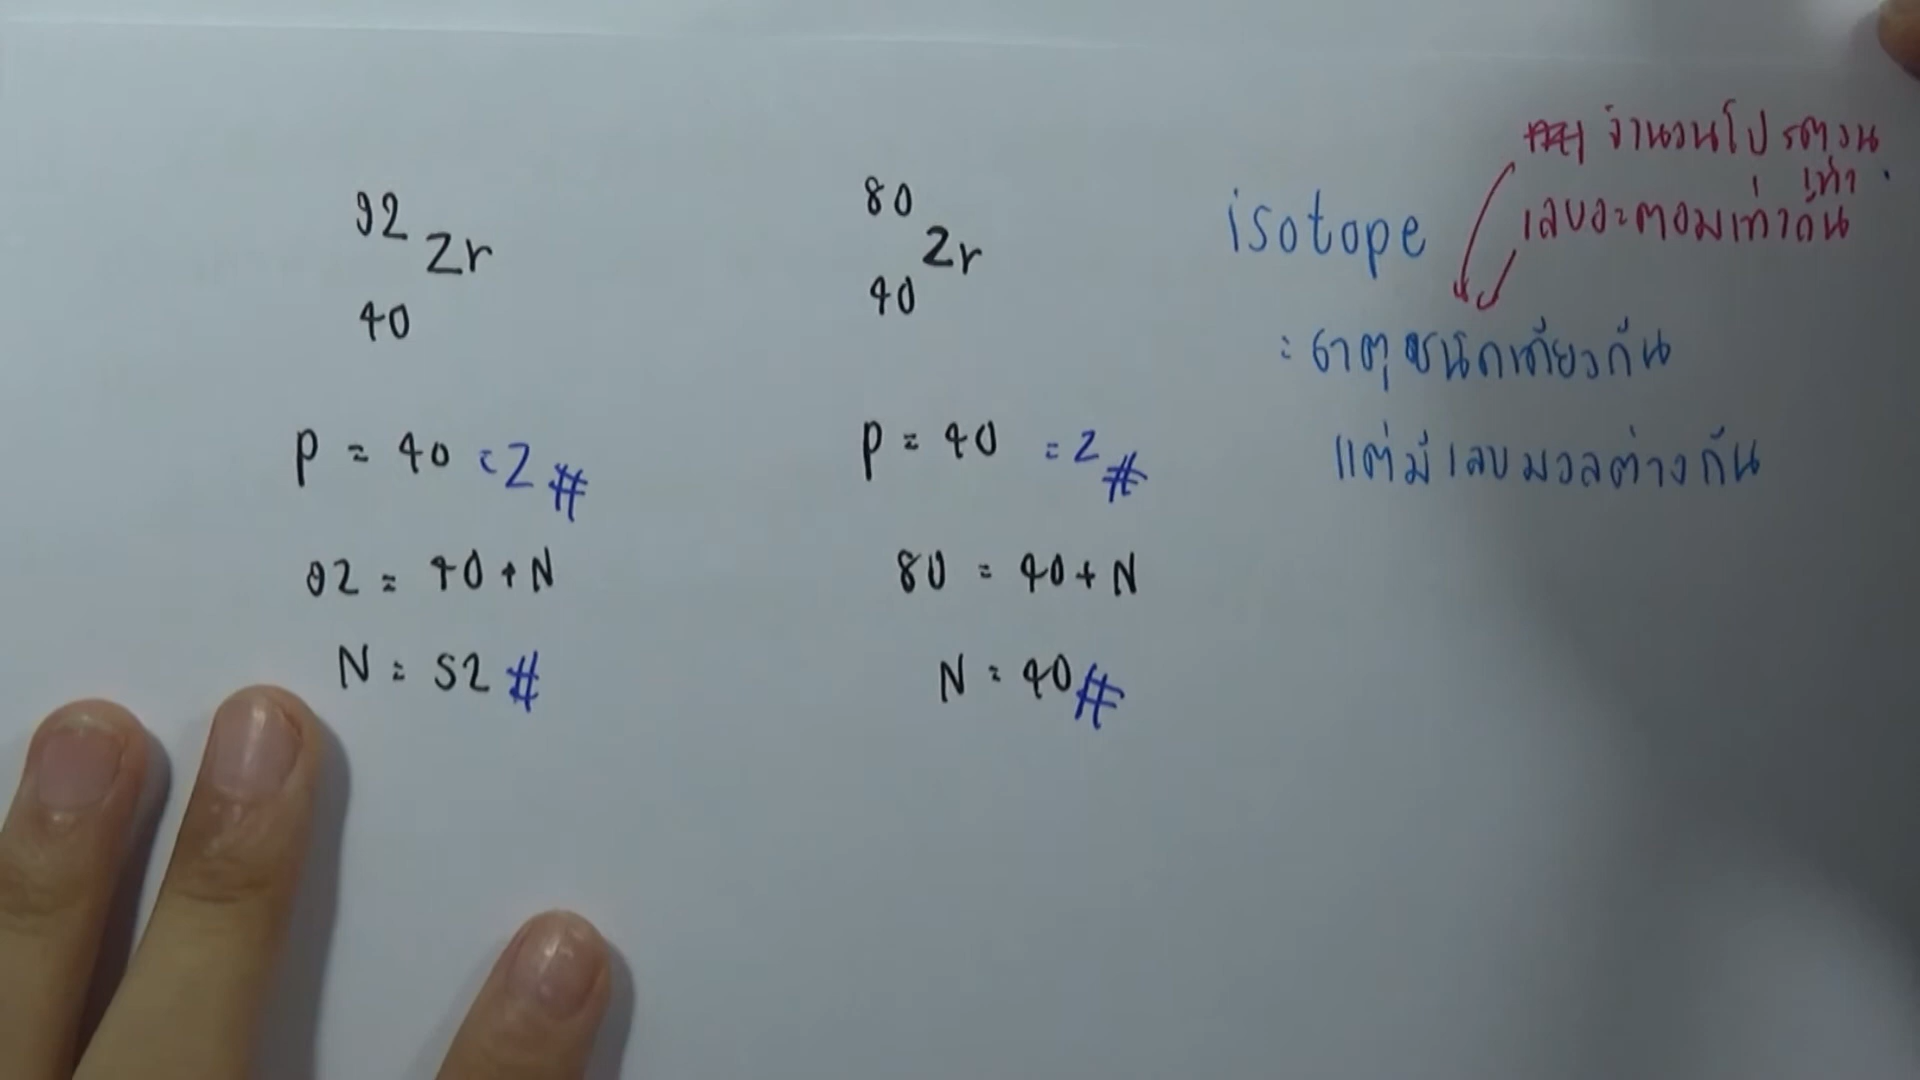 92
Zr
40
P = 40 = Z #
92 = 40 + N
N = 52 #
80
Zr
40
P = 40 = Z #
80 = 40 + N
N = 40 #
จำนวนโปรตอน
เท่า
isotope เลขอะตอมเท่ากัน
= ธาตุชนิดเดียวกัน
แต่มีเลขมวลต่างกัน